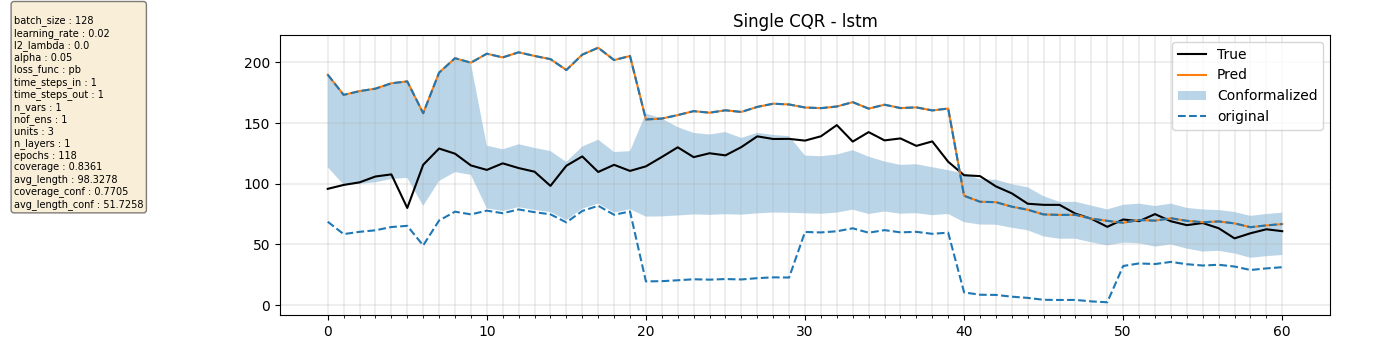 batch_size : 128
learning_rate : 0.02
l2_lambda : 0.0
alpha : 0.05
loss_func : pb
time_steps_in : 1
time_steps_out : 1
n_vars : 1
nof_ens : 1
units : 3
n_layers : 1
epochs : 118
coverage : 0.8361
avg_length : 98.3278
coverage_conf : 0.7705
avg_length_conf : 51.7258
Single CQR - lstm
True
Pred
Conformalized
original
200
150
100
50
0
0 10 20 30 40 50 60